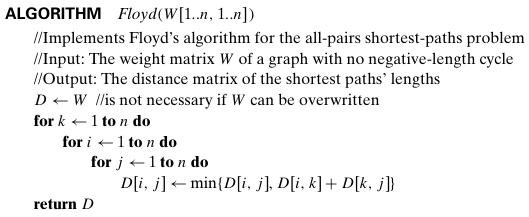 ALGORITHM Floyd(W[1..n, 1..n])
//Implements Floyd's algorithm for the all-pairs shortest-paths problem
//Input: The weight matrix W of a graph with no negative-length cycle
//Output: The distance matrix of the shortest paths' lengths
D ← W //is not necessary if W can be overwritten
for k ← 1 to n do
for i ← 1 to n do
for j ← 1 to n do
D[i, j] ← min{D[i, j], D[i, k] + D[k, j]}
return D